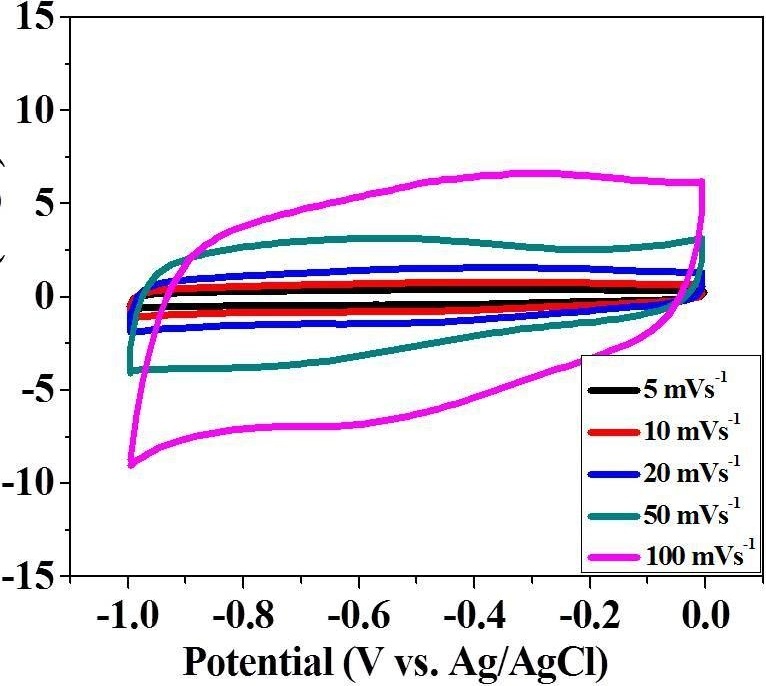 15
10
5
0
-5
-10
-15
5 mVs⁻¹
10 mVs⁻¹
20 mVs⁻¹
50 mVs⁻¹
100 mVs⁻¹
-1.0 -0.8 -0.6 -0.4 -0.2 0.0
Potential (V vs. Ag/AgCl)